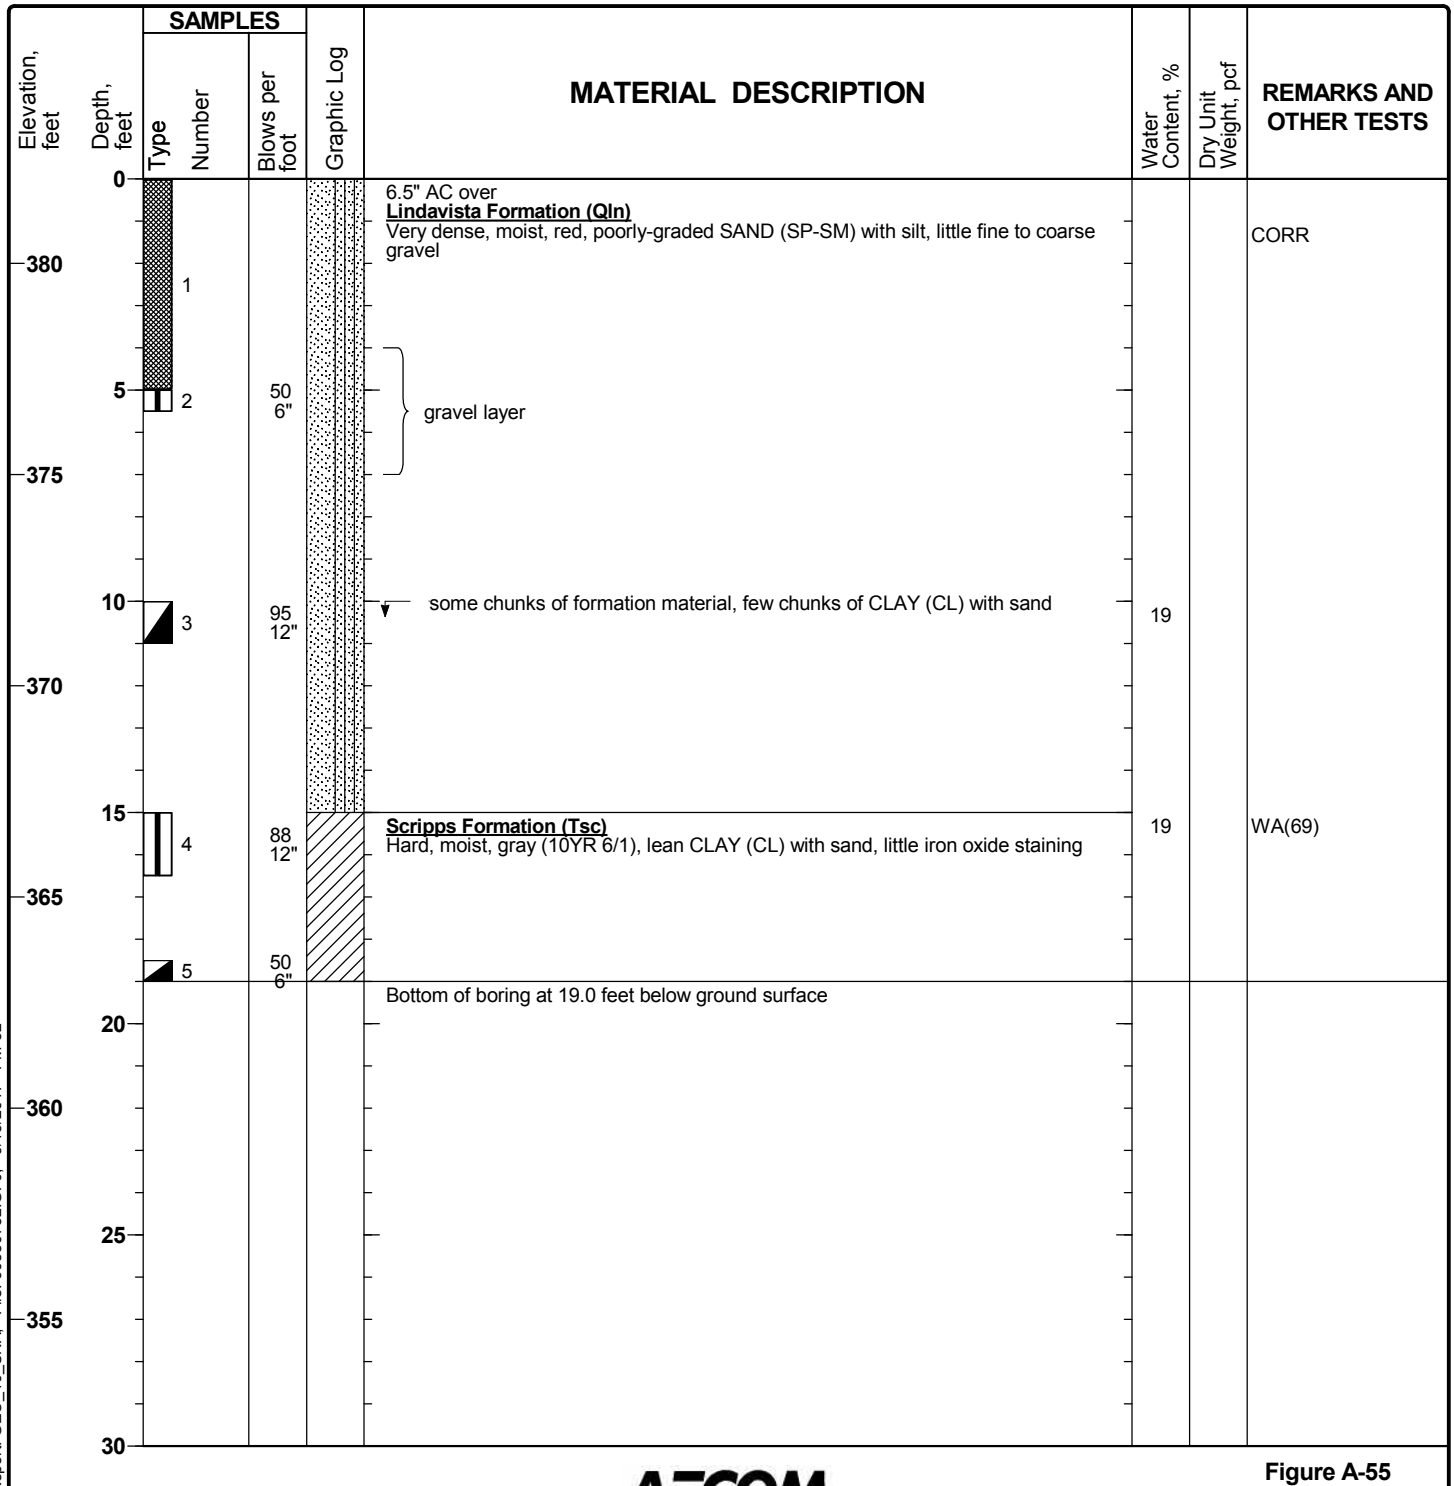 SAMPLES
Elevation,
feet
Depth,
feet
Type
Number
Blows per
foot
Graphic Log
MATERIAL DESCRIPTION
Water
Content, %
Dry Unit
Weight, pcf
REMARKS AND
OTHER TESTS
0
6.5" AC over
Lindavista Formation (Qln)
Very dense, moist, red, poorly-graded SAND (SP-SM) with silt, little fine to coarse
gravel
CORR
380
1
5
2
50
6"
gravel layer
375
10
3
95
12"
some chunks of formation material, few chunks of CLAY (CL) with sand
19
370
15
4
88
12"
Scripps Formation (Tsc)
Hard, moist, gray (10YR 6/1), lean CLAY (CL) with sand, little iron oxide staining
19
WA(69)
365
5
50
6"
Bottom of boring at 19.0 feet below ground surface
20
360
25
355
30
AECOM
Figure A-55